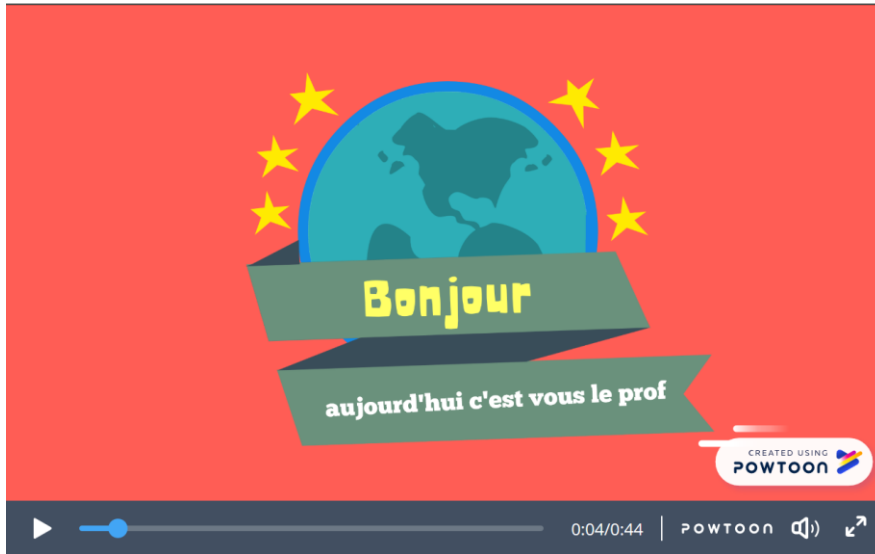 Bonjour
aujourd'hui c'est vous le prof
CREATED USING
POWTOON
0:04/0:44
POWTOON